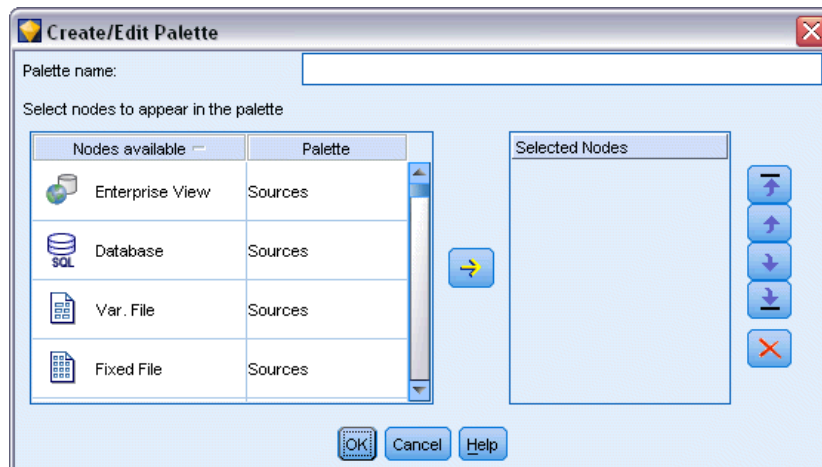 Create/Edit Palette
Palette name:
Select nodes to appear in the palette
Nodes available Palette Selected Nodes
Enterprise View Sources
SQL Database Sources
Var. File Sources
Fixed File Sources
OK Cancel Help